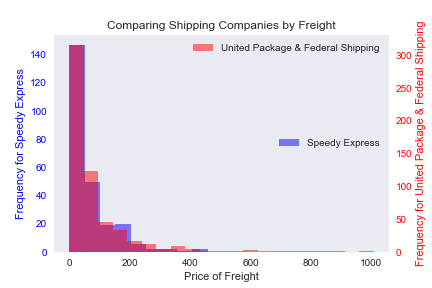 Comparing Shipping Companies by Freight
United Package & Federal Shipping
Speedy Express
Frequency for Speedy Express
140
120
100
80
60
40
20
0
Frequency for United Package & Federal Shipping
300
250
200
150
100
50
0
0 200 400 600 800 1000
Price of Freight